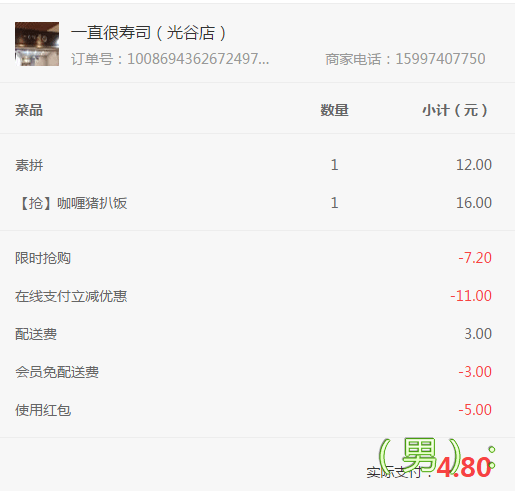 一直很寿司（光谷店）
订单号：1008694362672497... 商家电话：15997407750
菜品 数量 小计（元）
素拼 1 12.00
【抢】咖喱猪扒饭 1 16.00
限时抢购 -7.20
在线支付立减优惠 -11.00
配送费 3.00
会员免配送费 -3.00
使用红包 -5.00
（男）：
实际支付：4.80